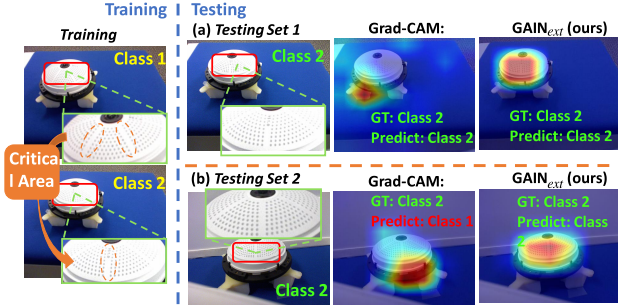 Training
Testing
Training
Class 1
Critica
l Area
Class 2
(a) Testing Set 1
Class 2
Grad-CAM:
GT: Class 2
Predict: Class 2
GAINext (ours)
GT: Class 2
Predict: Class 2
(b) Testing Set 2
Class 2
Grad-CAM:
GT: Class 2
Predict: Class 1
GAINext (ours)
GT: Class 2
Predict: Class
2